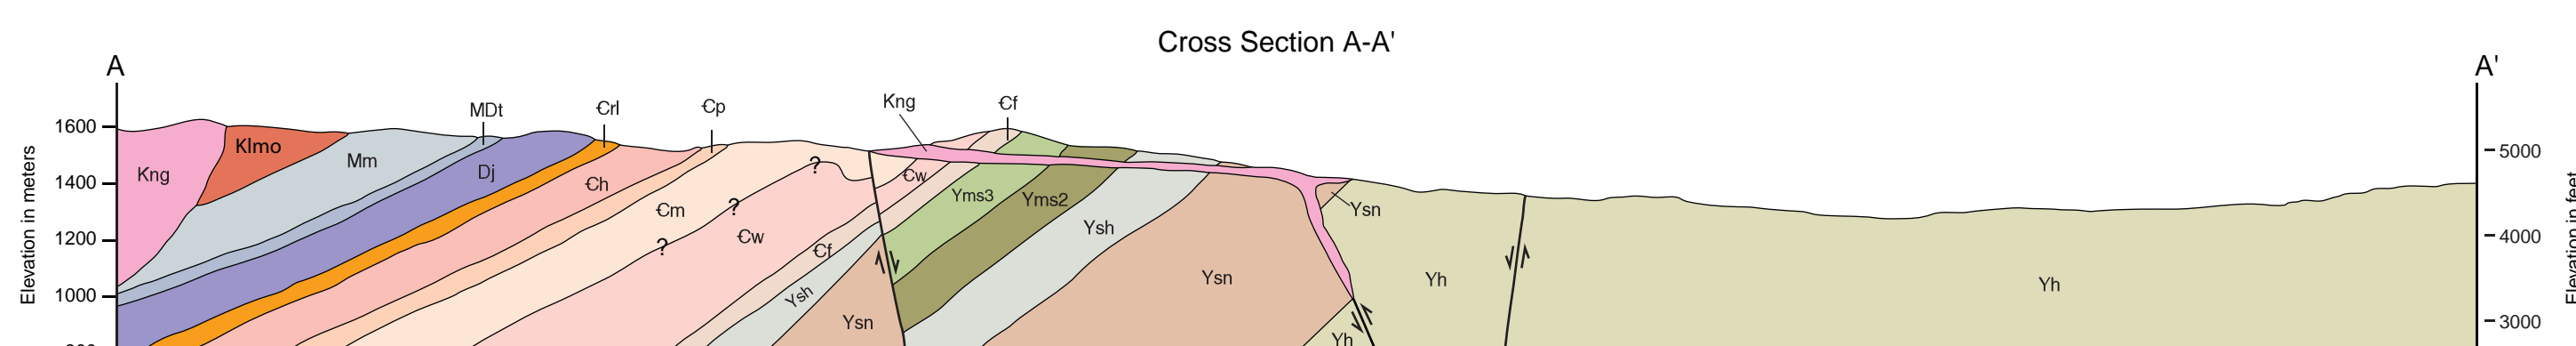 Cross Section A-A'
A
A'
MDt
Ꞓrl
Ꞓp
Kng
Ꞓf
1600
1400
1200
1000
Elevation in meters
Kng
Klmo
Mm
Dj
Ꞓh
Ꞓm
?
?
?
Ꞓw
Ꞓf
Ysh
Ysn
Ꞓw
Yms3
Yms2
Ysh
Ysn
Ysn
Yh
Yh
Yh
5000
4000
3000